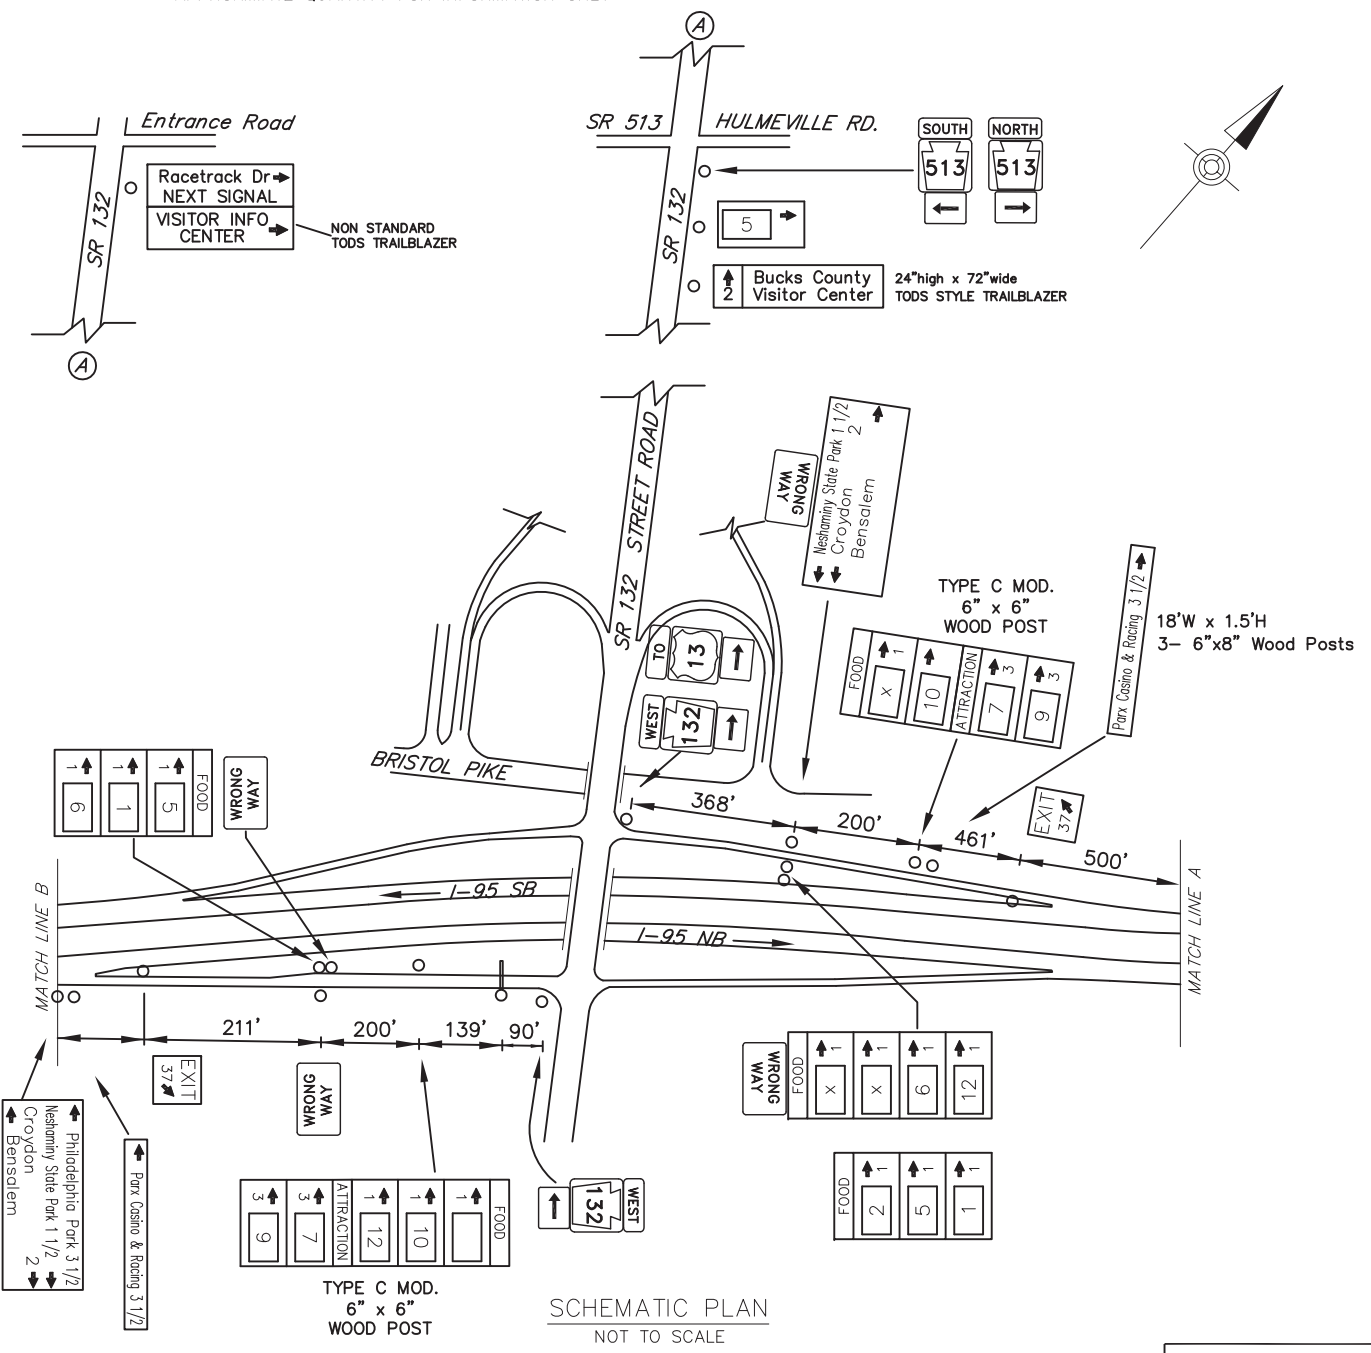 A
Entrance Road
SR 132
Racetrack Dr
NEXT SIGNAL
VISITOR INFO
CENTER
NON STANDARD
TODS TRAILBLAZER
A
SR 513
HULMEVILLE RD.
SR 132
SOUTH
513
NORTH
513
5
2
Bucks County
Visitor Center
24"high x 72"wide
TODS STYLE TRAILBLAZER
SR 132 STREET ROAD
WRONG
WAY
Neshaminy State Park 1 1/2
Croydon 2
Bensalem
TYPE C MOD.
6" x 6"
WOOD POST
FOOD
X 1
10
ATTRACTION
7 3
9 3
Parx Casino & Racing 3 1/2
18'W x 1.5'H
3- 6"x8" Wood Posts
TO
13
WEST
132
BRISTOL PIKE
6 1
1 1
5 1
FOOD
WRONG
WAY
368'
200'
461'
500'
EXIT
37
I-95 SB
I-95 NB
MATCH LINE B
MATCH LINE A
211'
200'
139'
90'
EXIT
37
WRONG
WAY
WRONG
WAY
FOOD
X 1
X 1
6 1
12 1
FOOD
2 1
5 1
1 1
Philadelphia Park 3 1/2
Neshaminy State Park 1 1/2
Croydon 2
Bensalem
Parx Casino & Racing 3 1/2
9 3
7 3
ATTRACTION
12 1
10 1
1
FOOD
TYPE C MOD.
6" x 6"
WOOD POST
132
WEST
SCHEMATIC PLAN
NOT TO SCALE